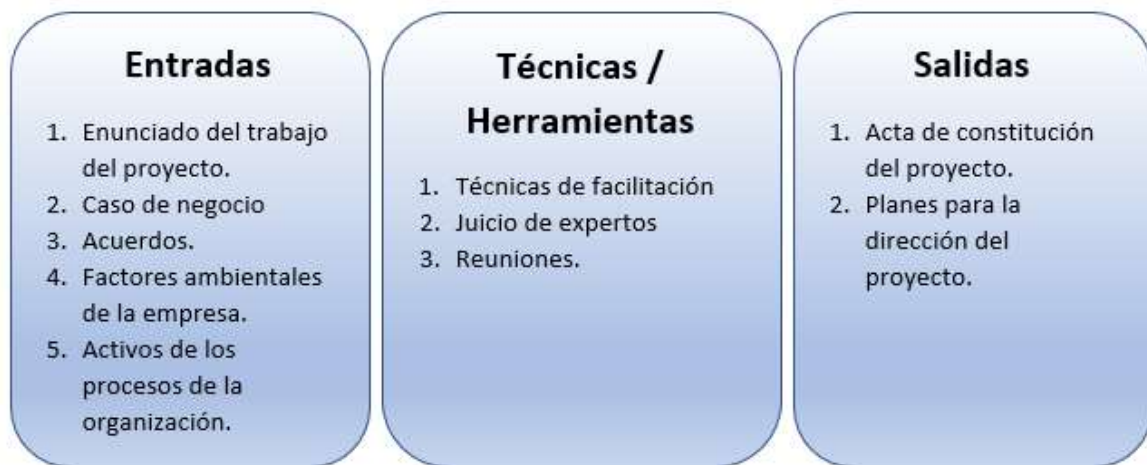 Entradas
1. Enunciado del trabajo
del proyecto.
2. Caso de negocio
3. Acuerdos.
4. Factores ambientales
de la empresa.
5. Activos de los
procesos de la
organización.
Técnicas /
Herramientas
1. Técnicas de facilitación
2. Juicio de expertos
3. Reuniones.
Salidas
1. Acta de constitución
del proyecto.
2. Planes para la
dirección del
proyecto.